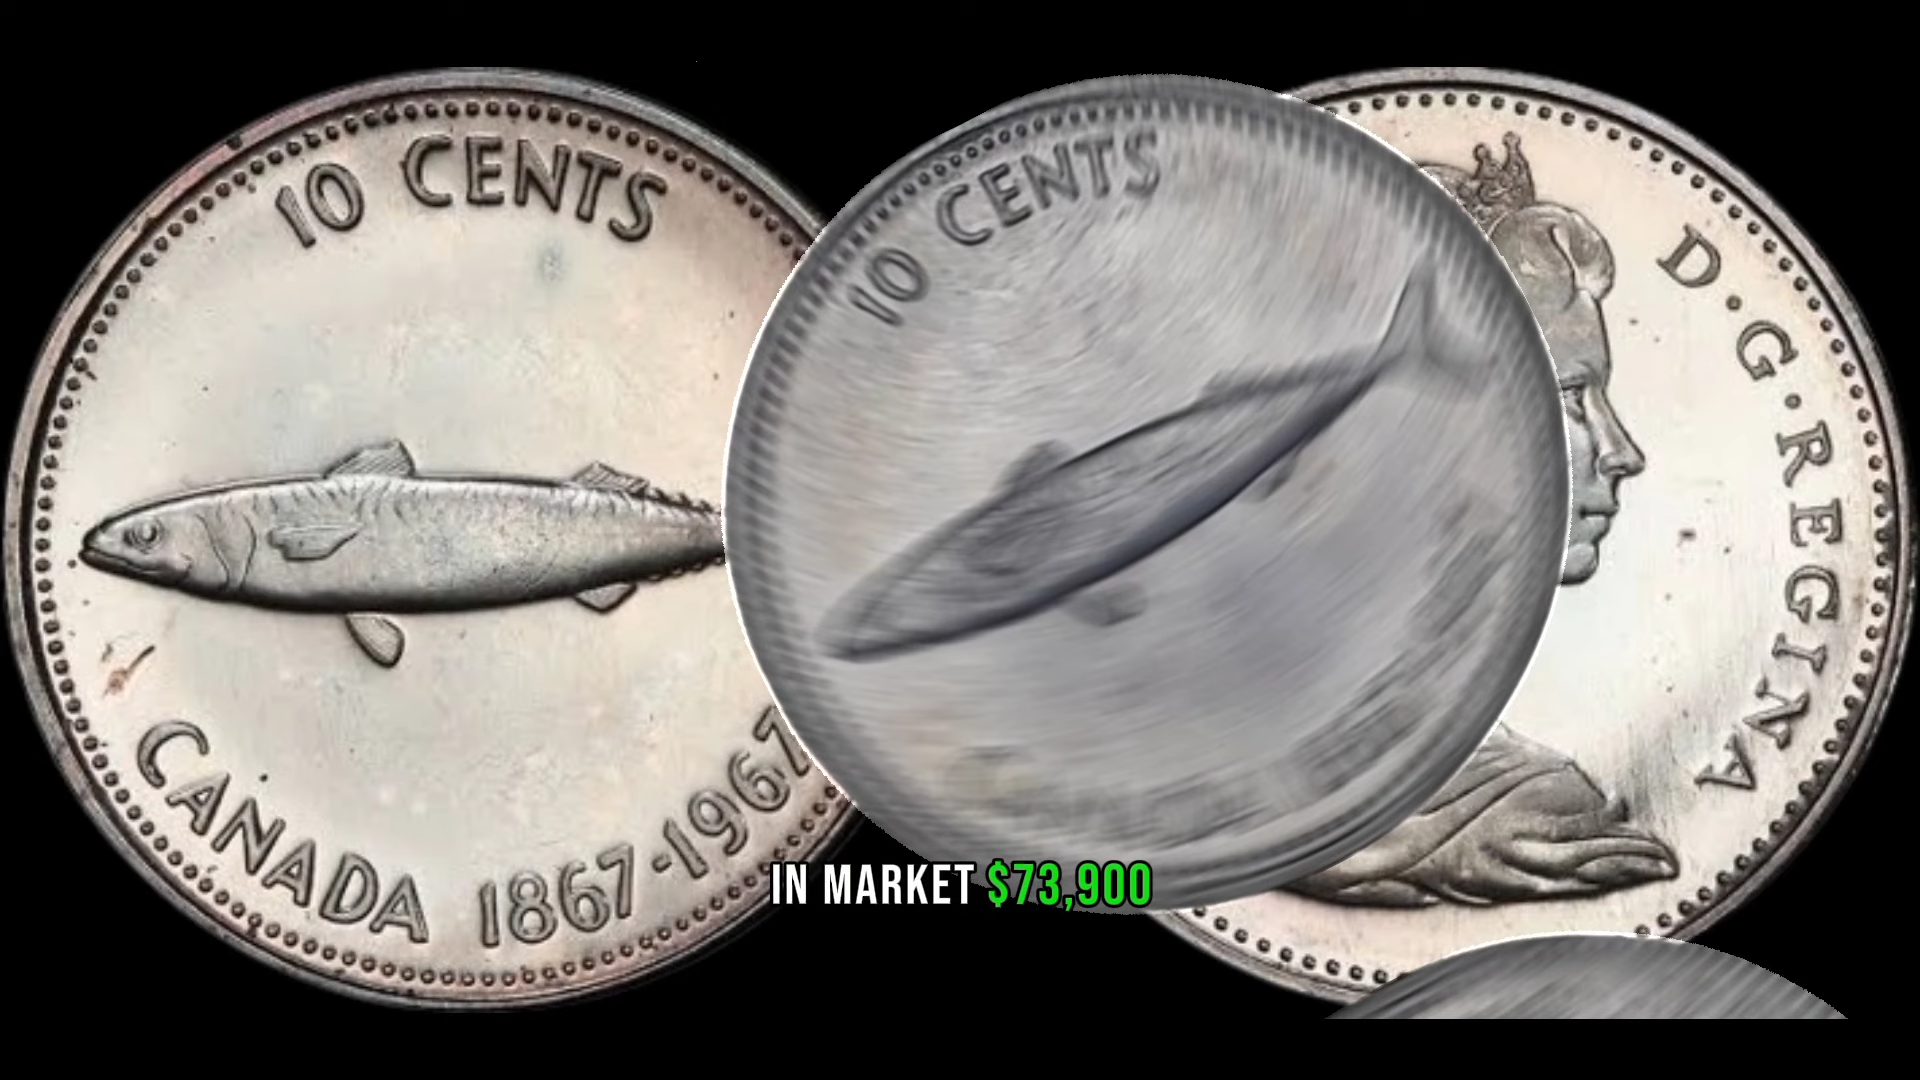 10 CENTS
CANADA 1867-1967
10 CENTS
D·G·REGINA
IN MARKET $73,900